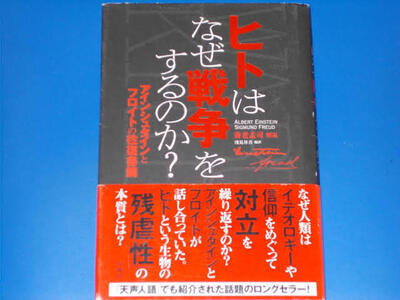 ヒトは
なぜ戦争を
するのか?
アインシュタインと
フロイトの往復書簡
ALBERT EINSTEIN
SIGMUND FREUD
養老孟司 解説
浅見昇吾 編訳
なぜ人類は
イデオロギーや
信仰をめぐって
対立を
繰り返すのか?
アインシュタインと
フロイトが
話し合っていた。
ヒトという生物の
残虐性の
本質とは?
「天声人語」でも紹介された話題のロングセラー!